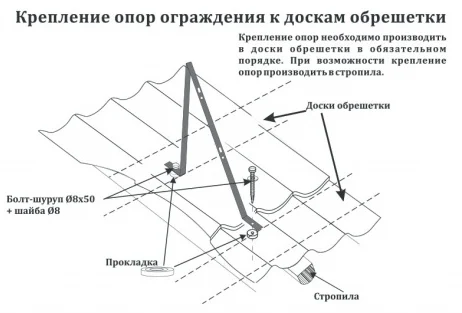 Крепление опор ограждения к доскам обрешетки
Крепление опор необходимо производить
в доски обрешетки в обязательном
порядке. При возможности крепление
опор производить в стропила.
Доски обрешетки
Болт-шуруп Ø8х50
+ шайба Ø8
Прокладка
Стропила